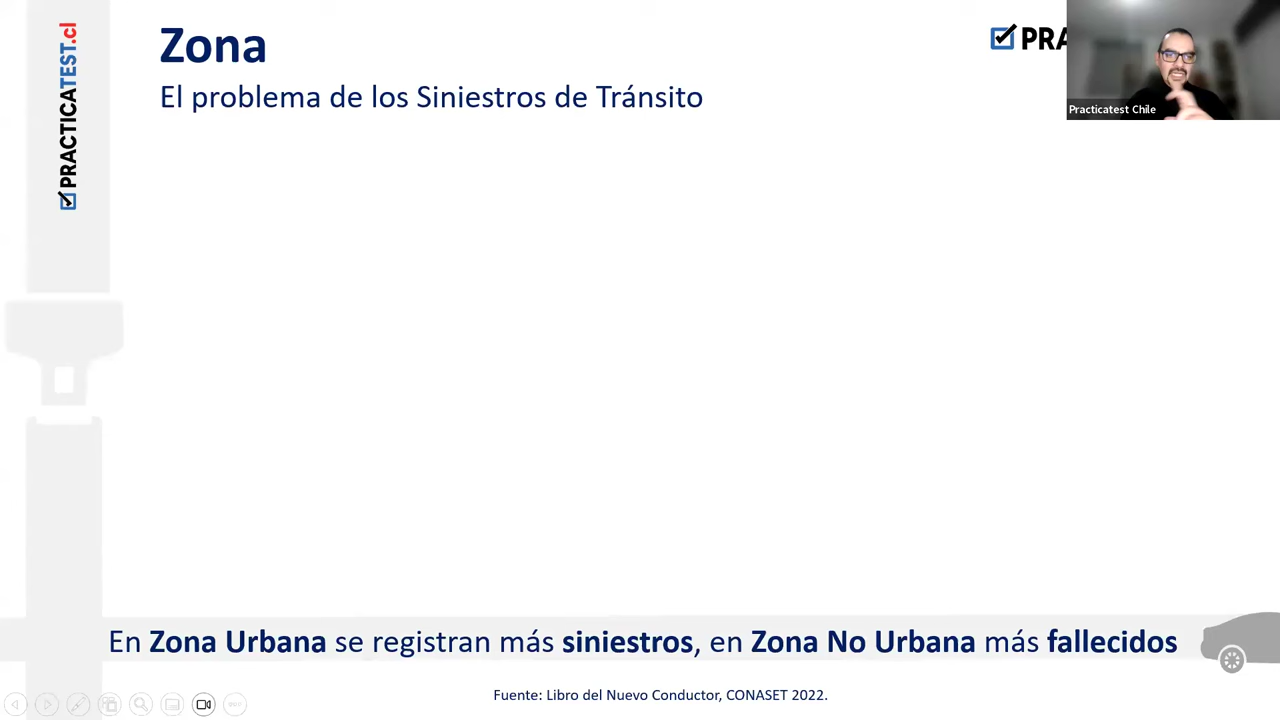 PRACTICATEST.cl
Zona
El problema de los Siniestros de Tránsito
PRA
Practicatest Chile
En Zona Urbana se registran más siniestros, en Zona No Urbana más fallecidos
Fuente: Libro del Nuevo Conductor, CONASET 2022.